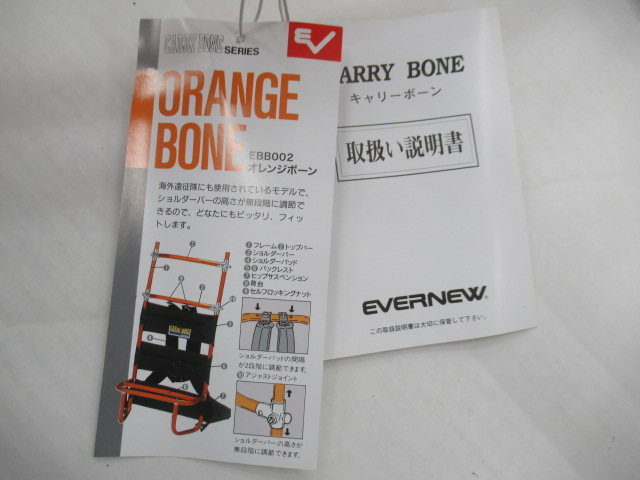 CARRY BONE SERIES
EV
ORANGE
BONE
EBB002
オレンジボーン
海外遠征隊にも使用されているモデルで、
ショルダーバーの高さが無段階に調節で
きるので、どなたにもピッタリ、フィッ
トします。
①フレーム②トップバー
③ショルダーバー
④ショルダーパッド
⑤⑥バックレスト
⑦ヒップサスペンション
⑧荷台
⑨セルフロッキングナット
ショルダーパッドの間隔
が2段階に調節できます。
⑩アジャストジョイント
ショルダーバーの高さが
無段階に調節できます。
ARRY BONE
キャリーボーン
取扱い説明書
EVERNEW®
この取扱説明書は大切に保管して下さい。